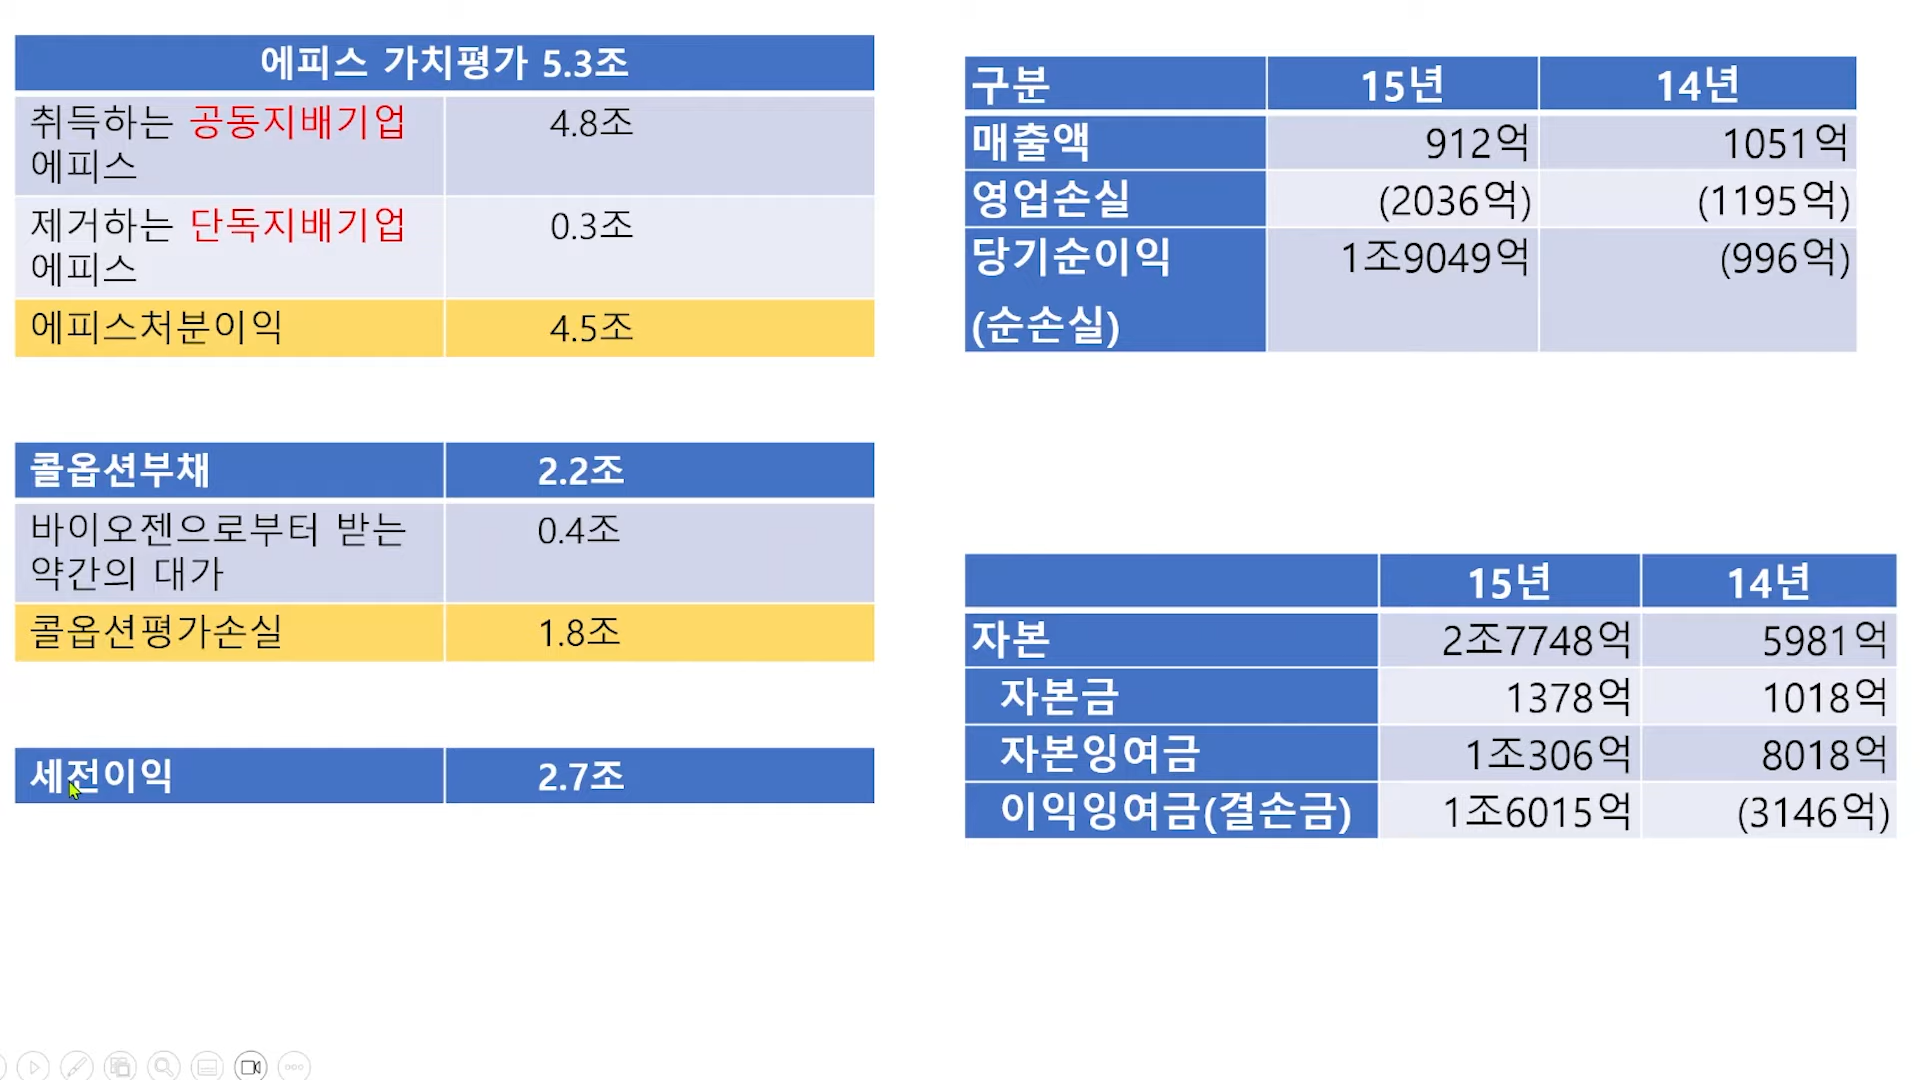 에피스 가치평가 5.3조
취득하는 공동지배기업 4.8조
에피스
제거하는 단독지배기업 0.3조
에피스
에피스처분이익 4.5조
콜옵션부채 2.2조
바이오젠으로부터 받는 0.4조
약간의 대가
콜옵션평가손실 1.8조
세전이익 2.7조
구분 15년 14년
매출액 912억 1051억
영업손실 (2036억) (1195억)
당기순이익 1조9049억 (996억)
(순손실)
15년 14년
자본 2조7748억 5981억
자본금 1378억 1018억
자본잉여금 1조306억 8018억
이익잉여금(결손금) 1조6015억 (3146억)